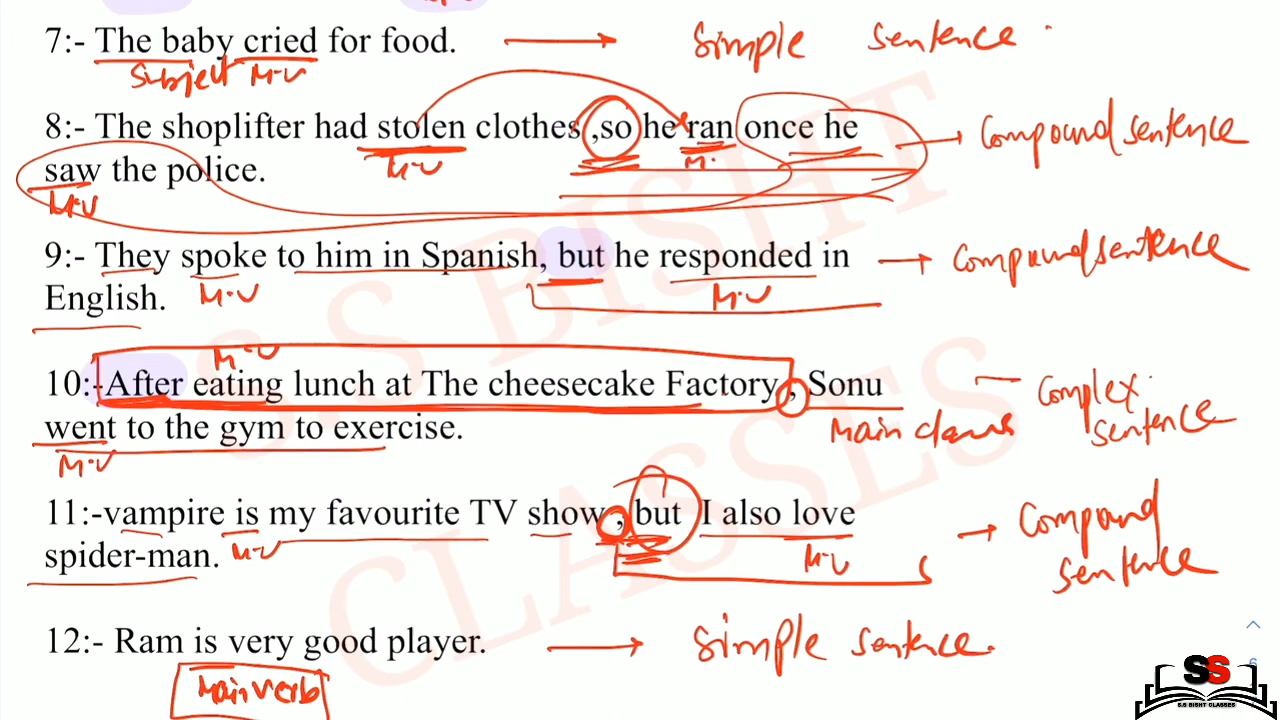 7:- The baby cried for food. → Simple sentence
Subject M.V
8:- The shoplifter had stolen clothes ,so he ran once he → Compound sentence
M.V M.
saw the police.
M.V
9:- They spoke to him in Spanish, but he responded in → Compound sentence
M.V M.V
English.
M.V
10:-After eating lunch at The cheesecake Factory , Sonu — Complex sentence
went to the gym to exercise. Main claus
M.V
11:-vampire is my favourite TV show , but I also love → Compound sentence
M.V M.V
spider-man.
12:- Ram is very good player. → Simple sentence.
Main verb
S.S BISHT
CLASSES
6
SS
S.S BISHT CLASSES